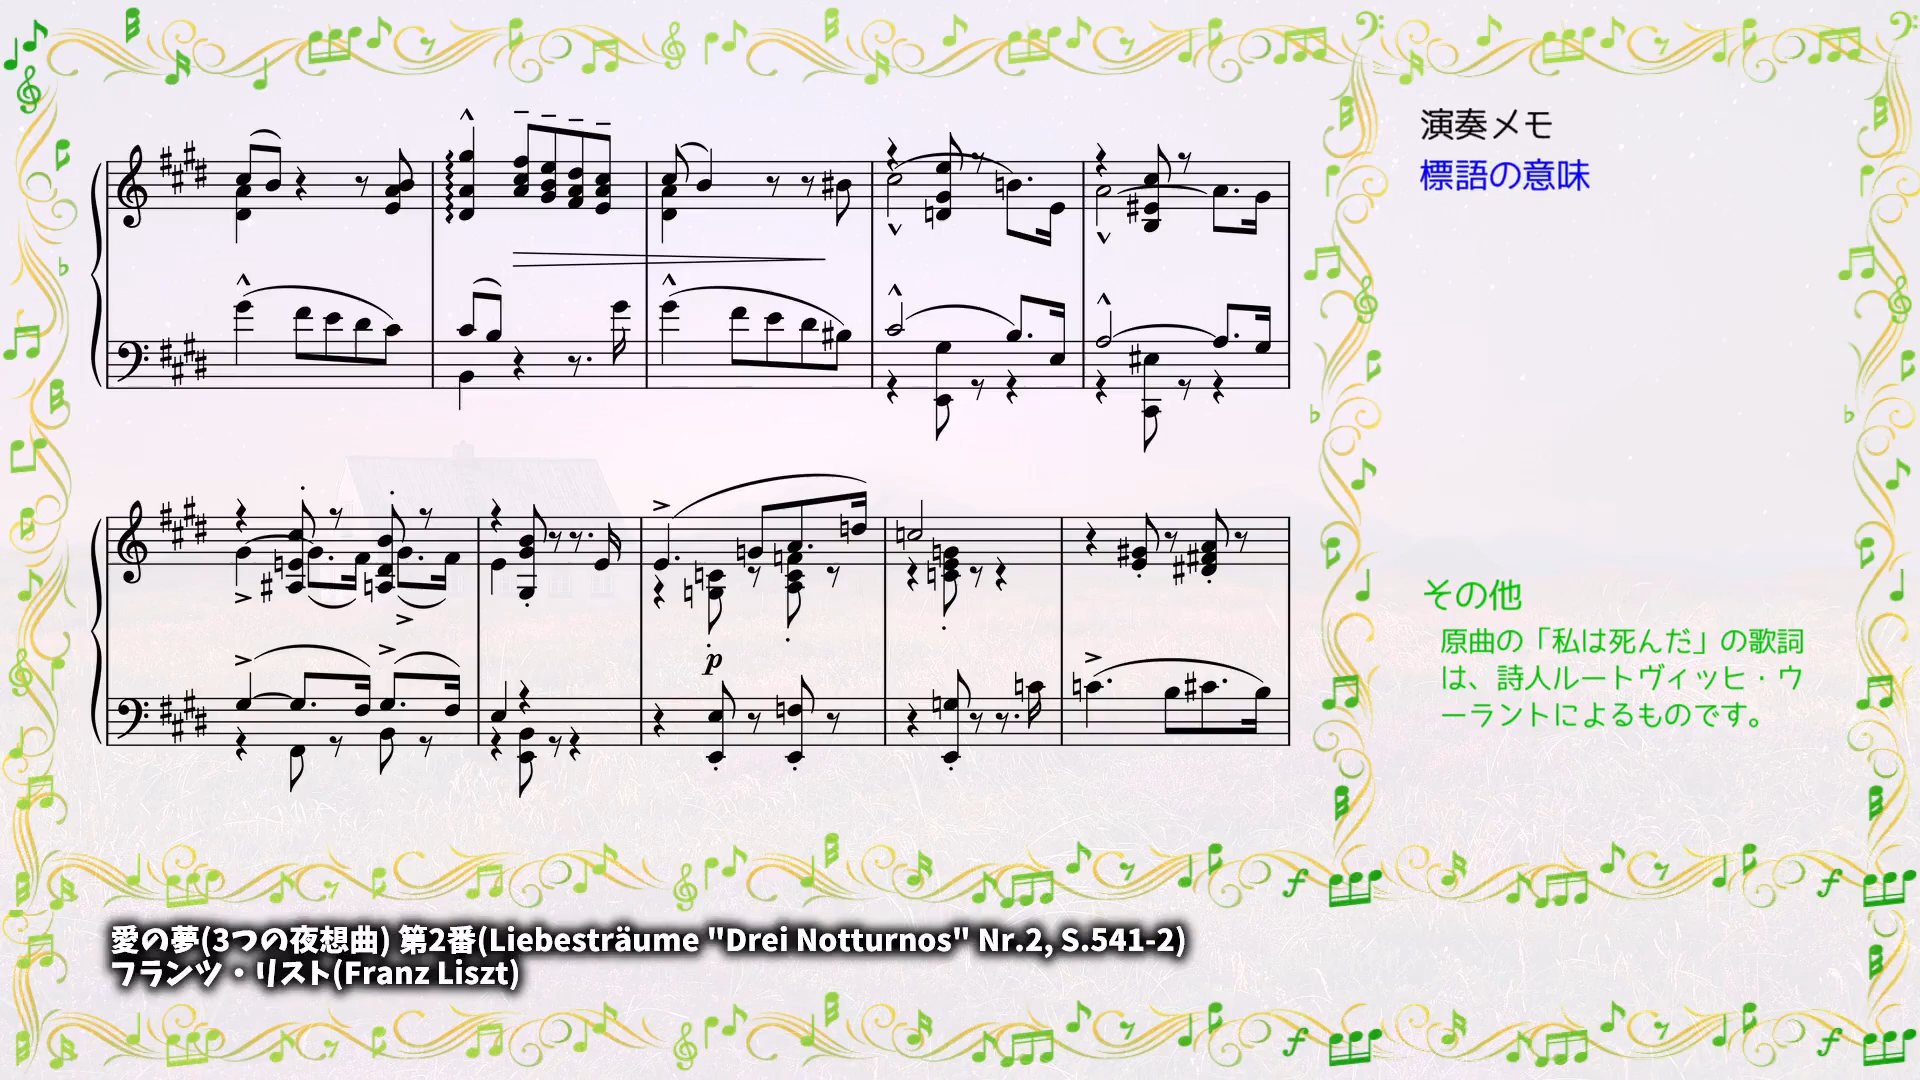 演奏メモ
標語の意味
p
その他
原曲の「私は死んだ」の歌詞
は、詩人ルートヴィッヒ・ウ
ーラントによるものです。
愛の夢(3つの夜想曲) 第2番(Liebesträume "Drei Notturnos" Nr.2, S.541-2)
フランツ・リスト(Franz Liszt)